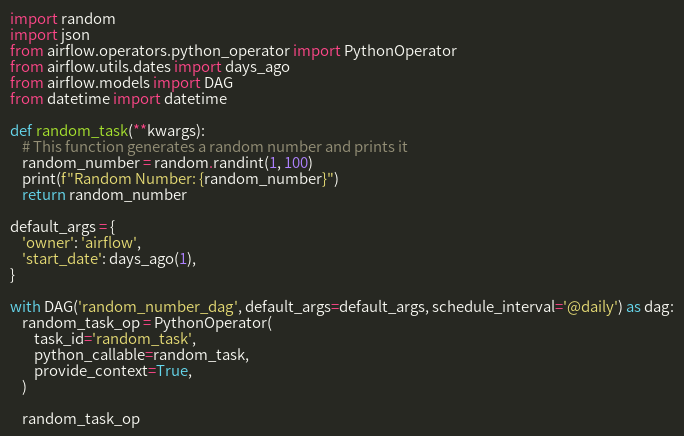 import random
import json
from airflow.operators.python_operator import PythonOperator
from airflow.utils.dates import days_ago
from airflow.models import DAG
from datetime import datetime

def random_task(**kwargs):
    # This function generates a random number and prints it
    random_number = random.randint(1, 100)
    print(f"Random Number: {random_number}")
    return random_number

default_args = {
    'owner': 'airflow',
    'start_date': days_ago(1),
}

with DAG('random_number_dag', default_args=default_args, schedule_interval='@daily') as dag:
    random_task_op = PythonOperator(
        task_id='random_task',
        python_callable=random_task,
        provide_context=True,
    )

    random_task_op